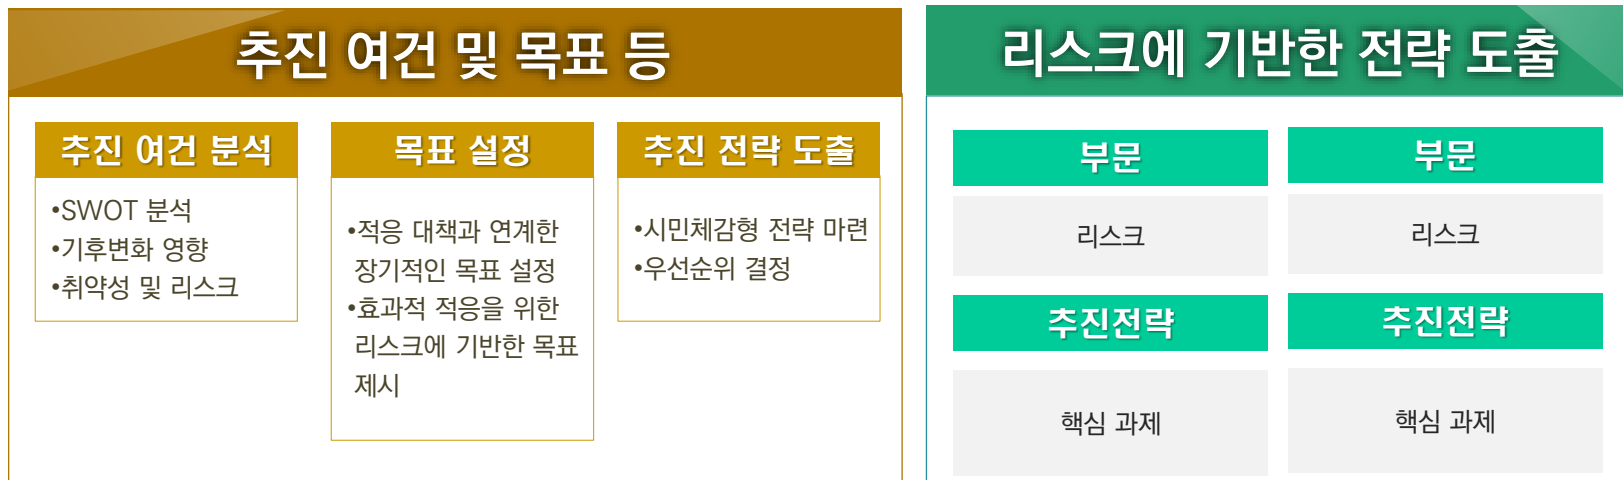 추진 여건 및 목표 등
추진 여건 분석
•SWOT 분석
•기후변화 영향
•취약성 및 리스크
목표 설정
•적응 대책과 연계한
장기적인 목표 설정
•효과적 적응을 위한
리스크에 기반한 목표
제시
추진 전략 도출
•시민체감형 전략 마련
•우선순위 결정
리스크에 기반한 전략 도출
부문
리스크
추진전략
핵심 과제
부문
리스크
추진전략
핵심 과제